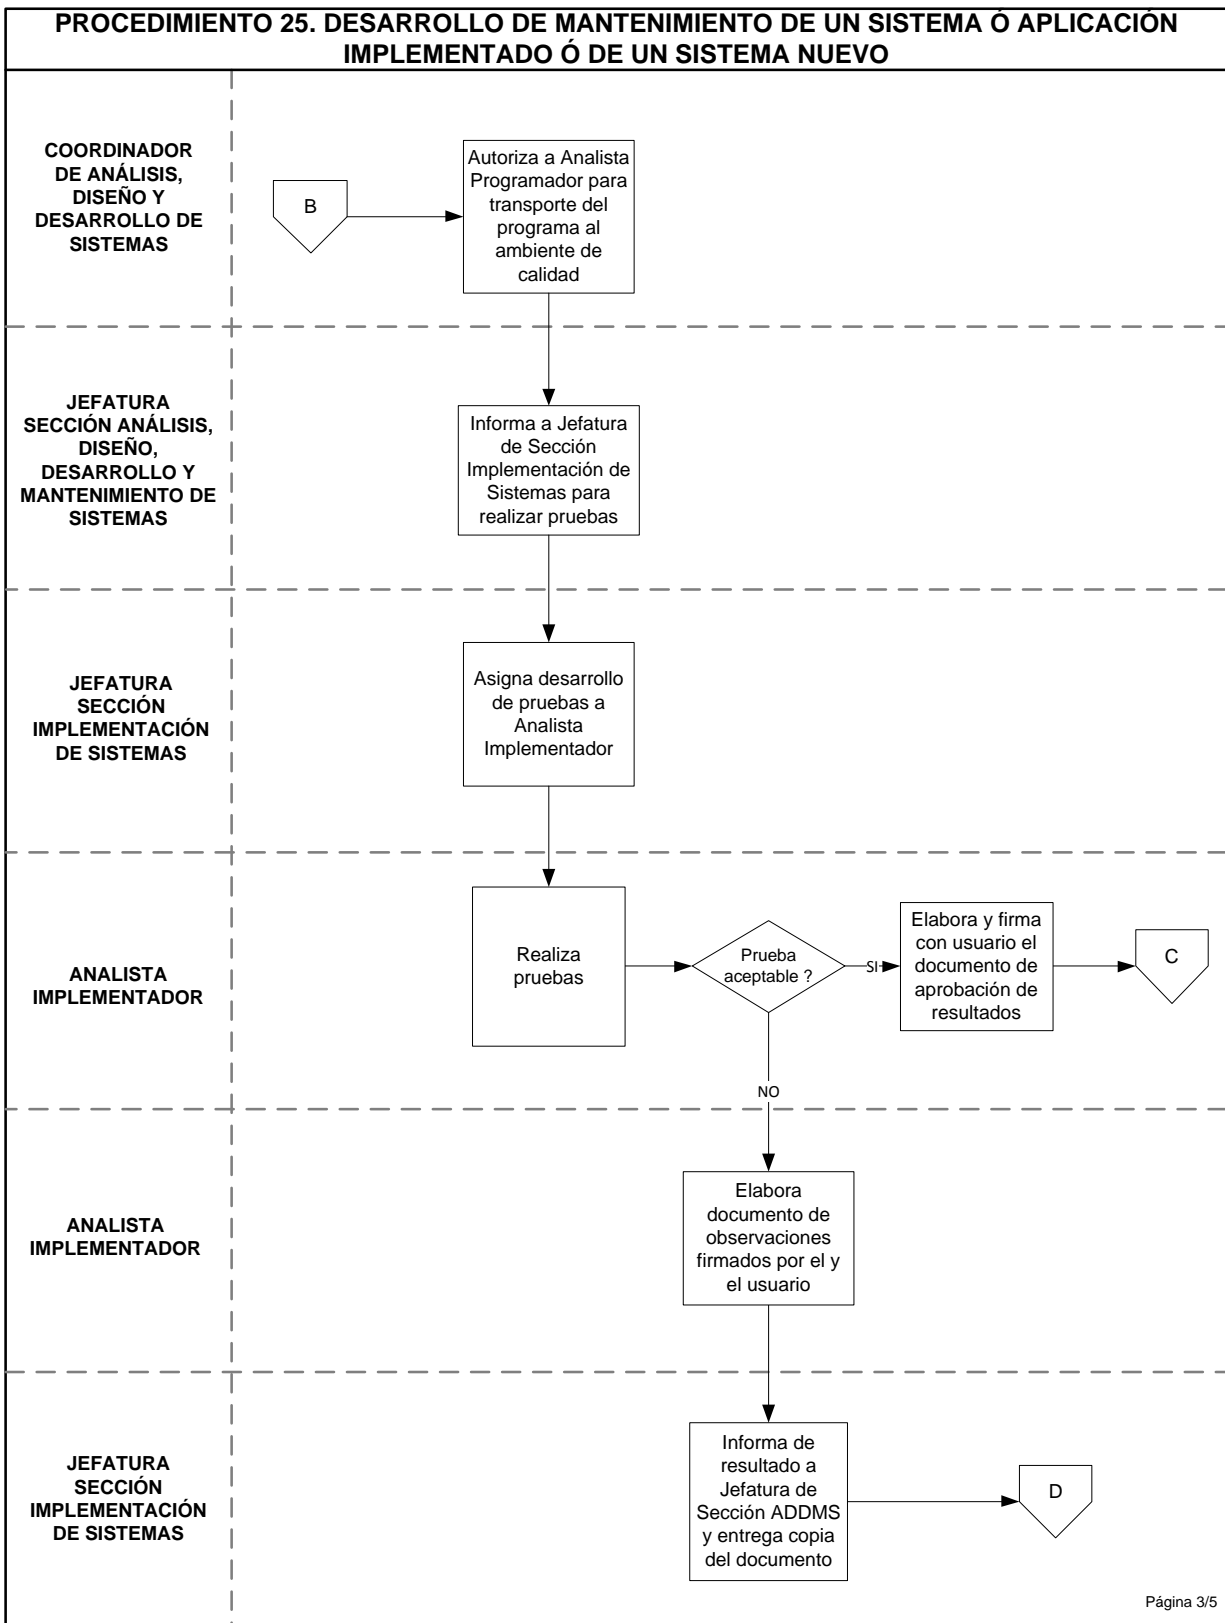 PROCEDIMIENTO 25. DESARROLLO DE MANTENIMIENTO DE UN SISTEMA Ó APLICACIÓN
IMPLEMENTADO Ó DE UN SISTEMA NUEVO
COORDINADOR
DE ANÁLISIS,
DISEÑO Y
DESARROLLO DE
SISTEMAS
B
Autoriza a Analista
Programador para
transporte del
programa al
ambiente de
calidad
JEFATURA
SECCIÓN ANÁLISIS,
DISEÑO,
DESARROLLO Y
MANTENIMIENTO DE
SISTEMAS
Informa a Jefatura
de Sección
Implementación de
Sistemas para
realizar pruebas
JEFATURA
SECCIÓN
IMPLEMENTACIÓN
DE SISTEMAS
Asigna desarrollo
de pruebas a
Analista
Implementador
ANALISTA
IMPLEMENTADOR
Realiza
pruebas
Prueba
aceptable ?
SI
Elabora y firma
con usuario el
documento de
aprobación de
resultados
C
NO
ANALISTA
IMPLEMENTADOR
Elabora
documento de
observaciones
firmados por el y
el usuario
JEFATURA
SECCIÓN
IMPLEMENTACIÓN
DE SISTEMAS
Informa de
resultado a
Jefatura de
Sección ADDMS
y entrega copia
del documento
D
Página 3/5